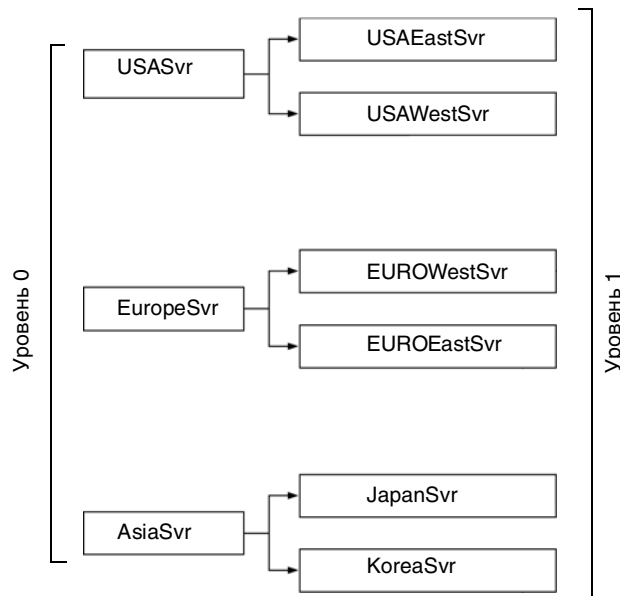 USAEastSvr
USASvr
USAWestSvr
Уровень 0
EUROWestSvr
EuropeSvr
EUROEastSvr
Уровень 1
JapanSvr
AsiaSvr
KoreaSvr